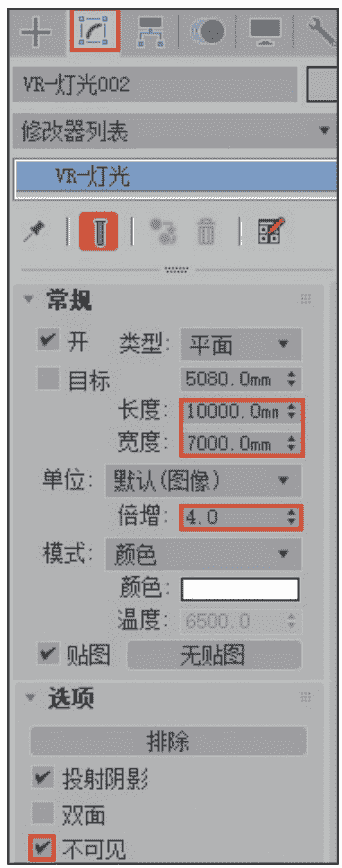 VR-灯光002
修改器列表
VR-灯光
常规
开 类型: 平面
目标 5080.0mm
长度: 10000.0mm
宽度: 7000.0mm
单位: 默认(图像)
倍增: 4.0
模式: 颜色
颜色:
温度: 6500.0
贴图 无贴图
选项
排除
投射阴影
双面
不可见